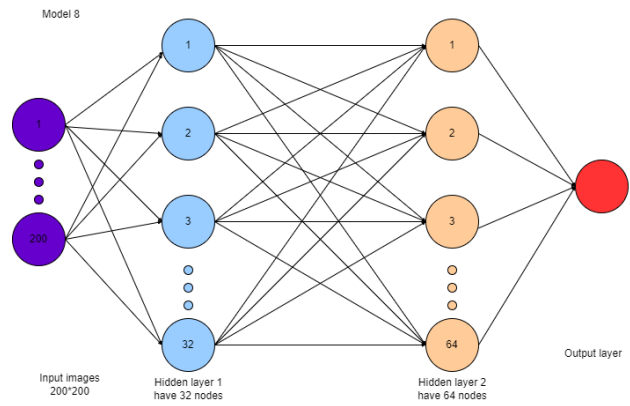 Model 8
1
2
3
32
1
2
3
64
1
200
Input images
200*200
Hidden layer 1
have 32 nodes
Hidden layer 2
have 64 nodes
Output layer